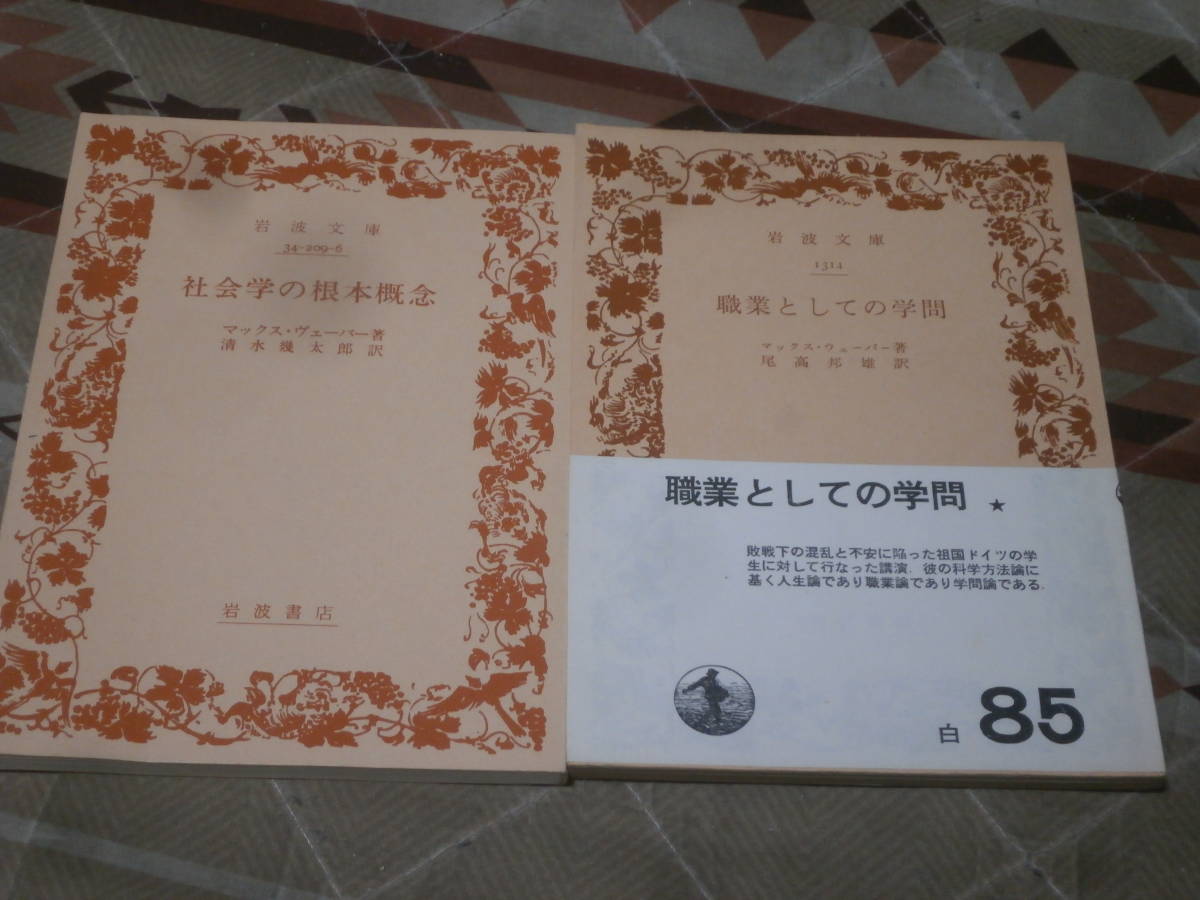 岩波文庫
34-209-6
社会学の根本概念
マックス・ヴェーバー著
清水幾太郎訳
岩波書店
岩波文庫
1314
職業としての学問
マックス・ウェーバー著
尾高邦雄訳
職業としての学問 ★
敗戦下の混乱と不安に陥った祖国ドイツの学
生に対して行なった講演．彼の科学方法論に
基く人生論であり職業論であり学問論である．
白 85